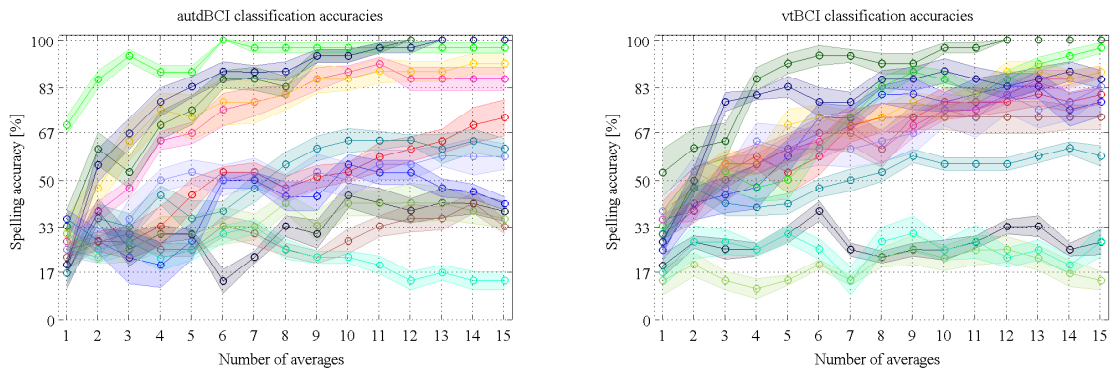 autdBCI classification accuracies
100
83
67
50
33
17
0
Spelling accuracy [%]
1 2 3 4 5 6 7 8 9 10 11 12 13 14 15
Number of averages
vtBCI classification accuracies
100
83
67
50
33
17
0
Spelling accuracy [%]
1 2 3 4 5 6 7 8 9 10 11 12 13 14 15
Number of averages